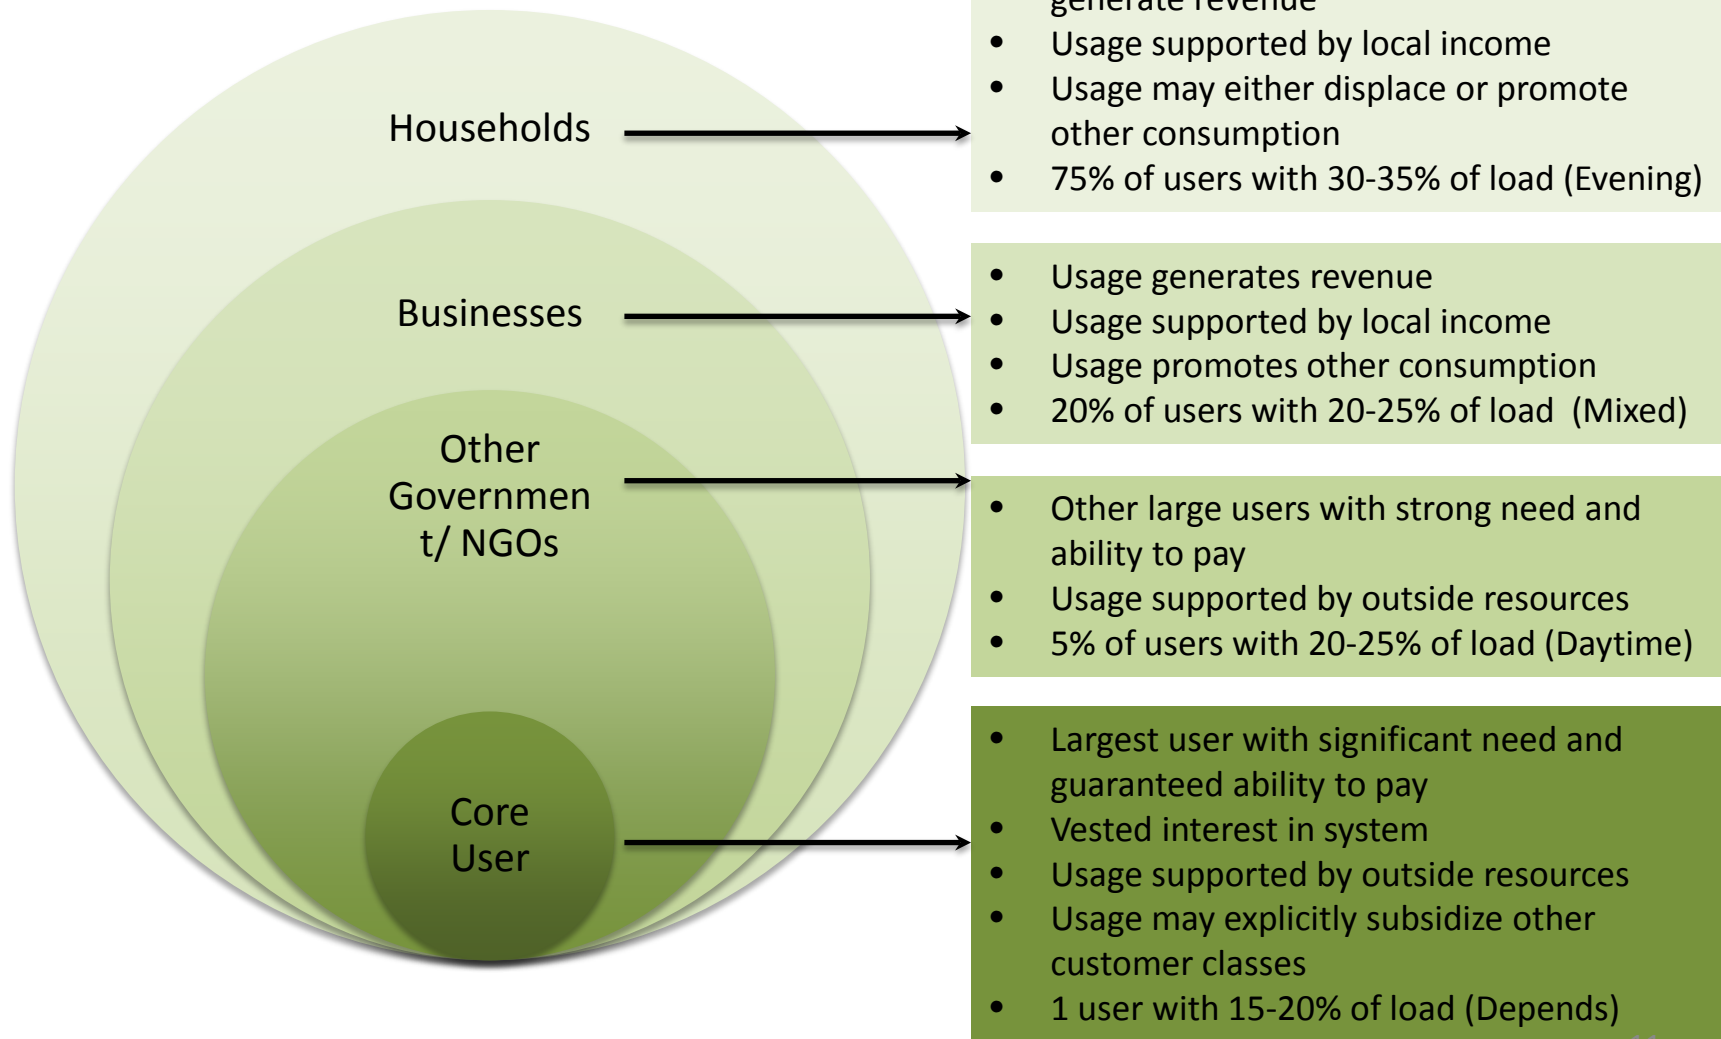 generate revenue
• Usage supported by local income
• Usage may either displace or promote
other consumption
• 75% of users with 30-35% of load (Evening)
Households
• Usage generates revenue
• Usage supported by local income
• Usage promotes other consumption
• 20% of users with 20-25% of load (Mixed)
Businesses
• Other large users with strong need and
ability to pay
• Usage supported by outside resources
• 5% of users with 20-25% of load (Daytime)
Other
Governmen
t/ NGOs
• Largest user with significant need and
guaranteed ability to pay
• Vested interest in system
• Usage supported by outside resources
• Usage may explicitly subsidize other
customer classes
• 1 user with 15-20% of load (Depends)
Core
User